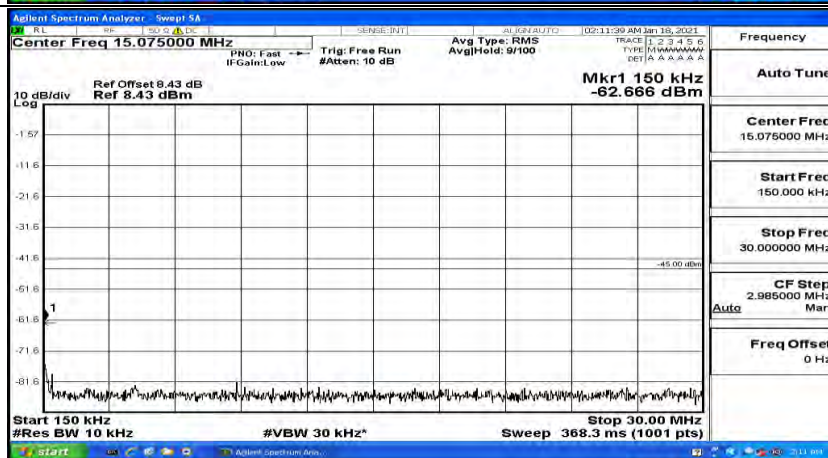 Agilent Spectrum Analyzer - Swept SA
RL RF 50 Ω DC SENSE:INT ALIGN AUTO 02:11:39 AM Jan 18, 2021
Center Freq 15.075000 MHz
PNO: Fast
IFGain:Low
Trig: Free Run
#Atten: 10 dB
Avg Type: RMS
Avg|Hold: 9/100
TRACE 1 2 3 4 5 6
TYPE MWWWWW
DET A A A A A A
Ref Offset 8.43 dB
10 dB/div Ref 8.43 dBm
Log
Mkr1 150 kHz
-62.666 dBm
-1.57
-11.6
-21.6
-31.6
-41.6
-45.00 dBm
-51.6
1
-61.6
-71.6
-81.6
Start 150 kHz Stop 30.00 MHz
#Res BW 10 kHz #VBW 30 kHz* Sweep 368.3 ms (1001 pts)
Frequency
Auto Tune
Center Freq
15.075000 MHz
Start Freq
150.000 kHz
Stop Freq
30.000000 MHz
CF Step
2.985000 MHz
Auto Man
Freq Offset
0 Hz
start Agilent Spectrum Ana... 2:11 AM